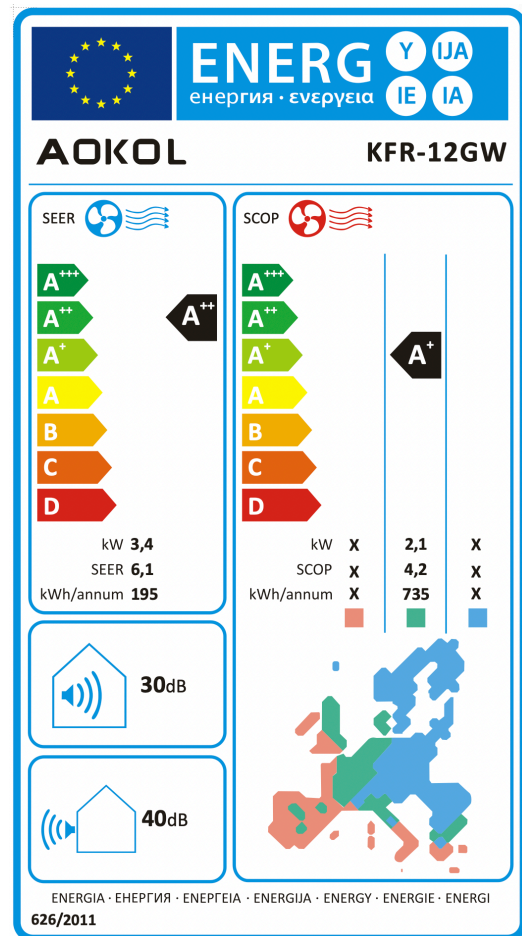 ENERG
Y IJA
IE IA
енергия · ενεργεια
AOKOL
KFR-12GW
SEER
A+++
A++
A+
A
B
C
D
A++
kW 3,4
SEER 6,1
kWh/annum 195
SCOP
A+++
A++
A+
A
B
C
D
A+
kW X 2,1 X
SCOP X 4,2 X
kWh/annum X 735 X
30dB
40dB
ENERGIA · ЕНЕРГИЯ · ΕΝΕΡΓΕΙΑ · ENERGIJA · ENERGY · ENERGIE · ENERGI
626/2011